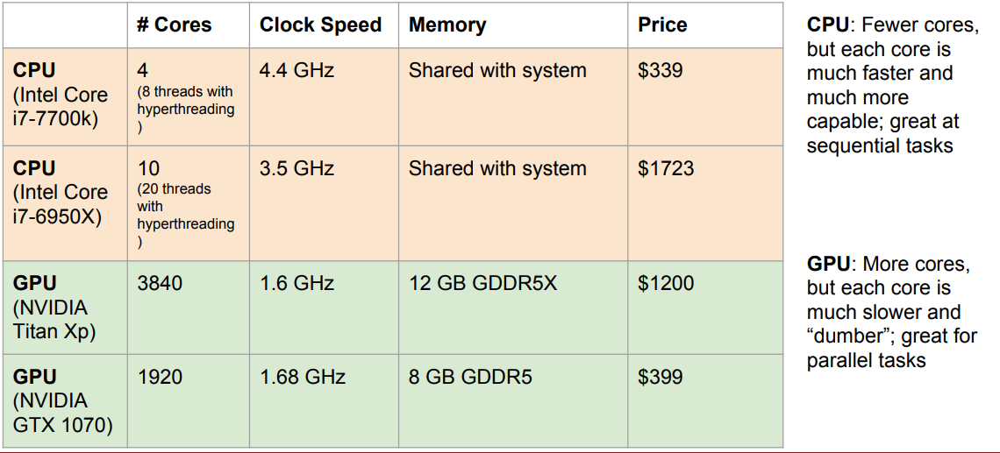 # Cores Clock Speed Memory Price
CPU
(Intel Core
i7-7700k)
4
(8 threads with
hyperthreading
)
4.4 GHz
Shared with system
$339
CPU
(Intel Core
i7-6950X)
10
(20 threads
with
hyperthreading
)
3.5 GHz
Shared with system
$1723
GPU
(NVIDIA
Titan Xp)
3840
1.6 GHz
12 GB GDDR5X
$1200
GPU
(NVIDIA
GTX 1070)
1920
1.68 GHz
8 GB GDDR5
$399
CPU: Fewer cores,
but each core is
much faster and
much more
capable; great at
sequential tasks
GPU: More cores,
but each core is
much slower and
“dumber”; great for
parallel tasks